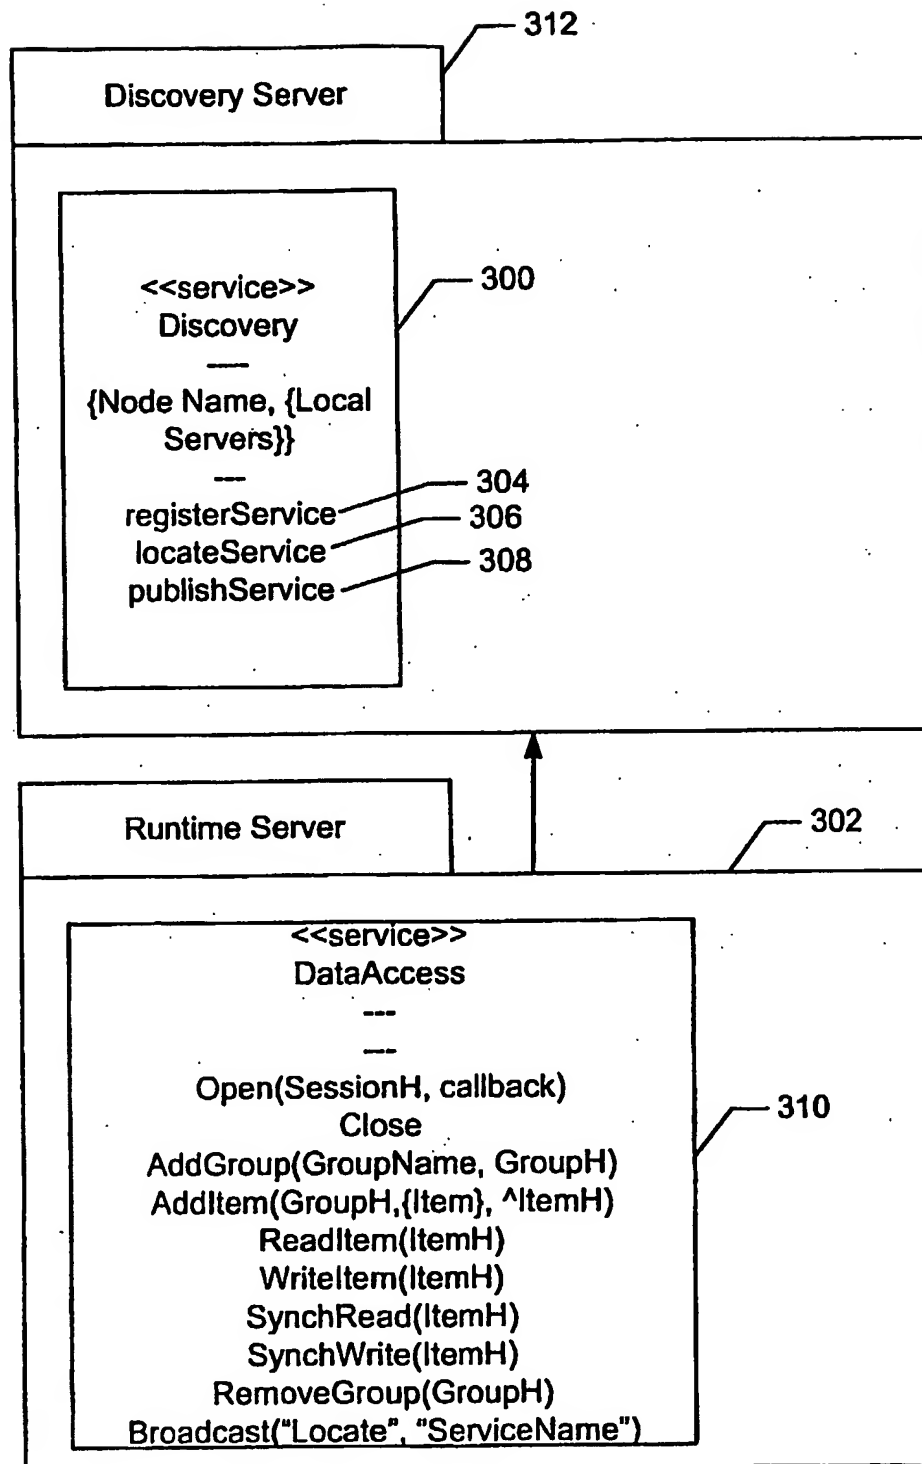 312
Discovery Server
<<service>>
Discovery
----
{Node Name, {Local
Servers}}
---
registerService
locateService
publishService
300
304
306
308
Runtime Server
302
<<service>>
DataAccess
---
---
Open(SessionH, callback)
Close
AddGroup(GroupName, GroupH)
AddItem(GroupH,{Item}, ^ItemH)
ReadItem(ItemH)
WriteItem(ItemH)
SynchRead(ItemH)
SynchWrite(ItemH)
RemoveGroup(GroupH)
Broadcast("Locate", "ServiceName")
310